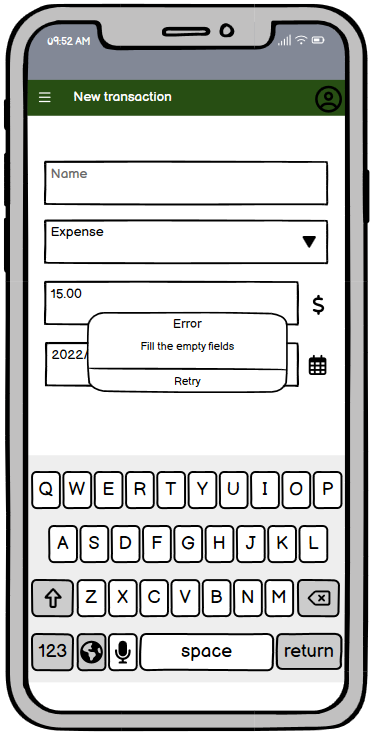 09:52 AM
New transaction
Name
Expense
15.00
$
2022/
Error
Fill the empty fields
Retry
Q W E R T Y U I O P
A S D F G H J K L
Z X C V B N M
123 space return